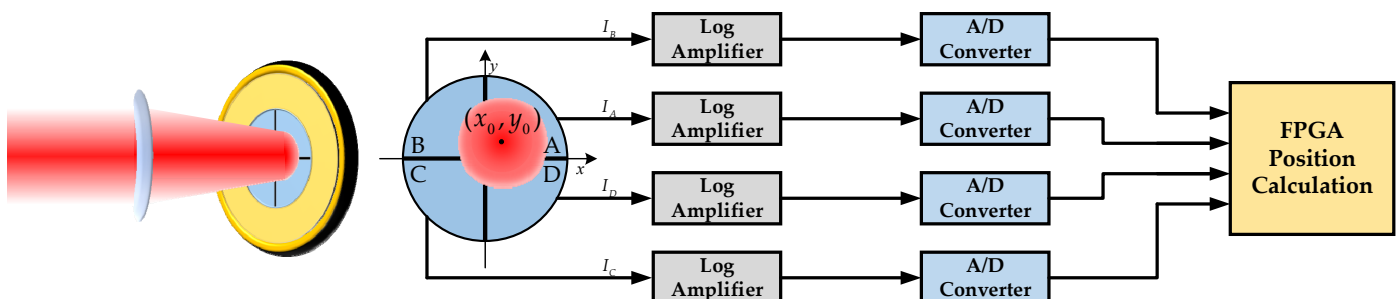 I_B
Log
Amplifier
A/D
Converter
y
I_A
Log
Amplifier
A/D
Converter
(x_0, y_0)
B
A
C
D
x
FPGA
Position
Calculation
I_D
Log
Amplifier
A/D
Converter
I_C
Log
Amplifier
A/D
Converter